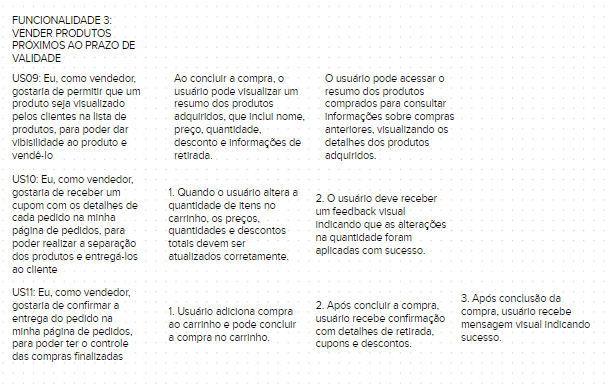 FUNCIONALIDADE 3:
VENDER PRODUTOS
PRÓXIMOS AO PRAZO DE
VALIDADE
US09: Eu, como vendedor,
gostaria de permitir que um
produto seja visualizado
pelos clientes na lista de
produtos, para poder dar
vibisilidade ao produto e
vendê-lo
Ao concluir a compra, o
usuário pode visualizar um
resumo dos produtos
adquiridos, que inclui nome,
preço, quantidade,
desconto e informações de
retirada.
O usuário pode acessar o
resumo dos produtos
comprados para consultar
informações sobre compras
anteriores, visualizando os
detalhes dos produtos
adquiridos.
US10: Eu, como vendedor,
gostaria de receber um
cupom com os detalhes de
cada pedido na minha
página de pedidos, para
poder realizar a separação
dos produtos e entregá-los
ao cliente
1. Quando o usuário altera a
quantidade de itens no
carrinho, os preços,
quantidades e descontos
totais devem ser
atualizados corretamente.
2. O usuário deve receber
um feedback visual
indicando que as alterações
na quantidade foram
aplicadas com sucesso.
US11: Eu, como vendedor,
gostaria de confirmar a
entrega do pedido na
minha página de pedidos,
para poder ter o controle
das compras finalizadas
1. Usuário adiciona compra
ao carrinho e pode concluir
a compra no carrinho.
2. Após concluir a compra,
usuário recebe confirmação
com detalhes de retirada,
cupons e descontos.
3. Após conclusão da
compra, usuário recebe
mensagem visual indicando
sucesso.